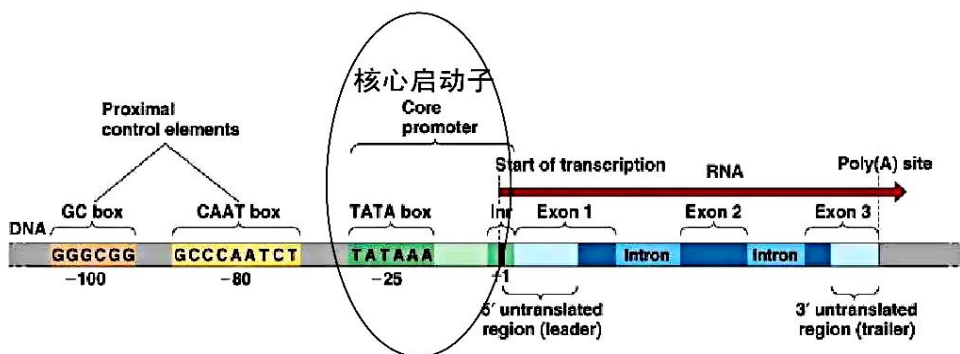 核心启动子
Proximal
control elements
Core
promoter
Start of transcription
RNA
Poly(A) site
DNA
GC box
CAAT box
TATA box
Inr
Exon 1
Exon 2
Exon 3
GGGCGG
GCCCAATCT
TATAAA
Intron
Intron
−100
−80
−25
+1
5′ untranslated
region (leader)
3′ untranslated
region (trailer)